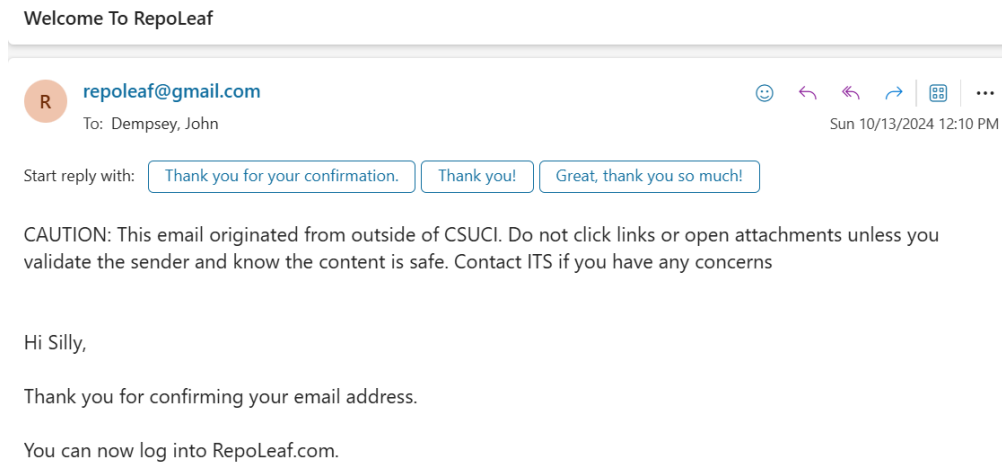 Welcome To RepoLeaf
R
repoleaf@gmail.com
To: Dempsey, John
Sun 10/13/2024 12:10 PM
Start reply with: Thank you for your confirmation. Thank you! Great, thank you so much!
CAUTION: This email originated from outside of CSUCI. Do not click links or open attachments unless you
validate the sender and know the content is safe. Contact ITS if you have any concerns
Hi Silly,
Thank you for confirming your email address.
You can now log into RepoLeaf.com.